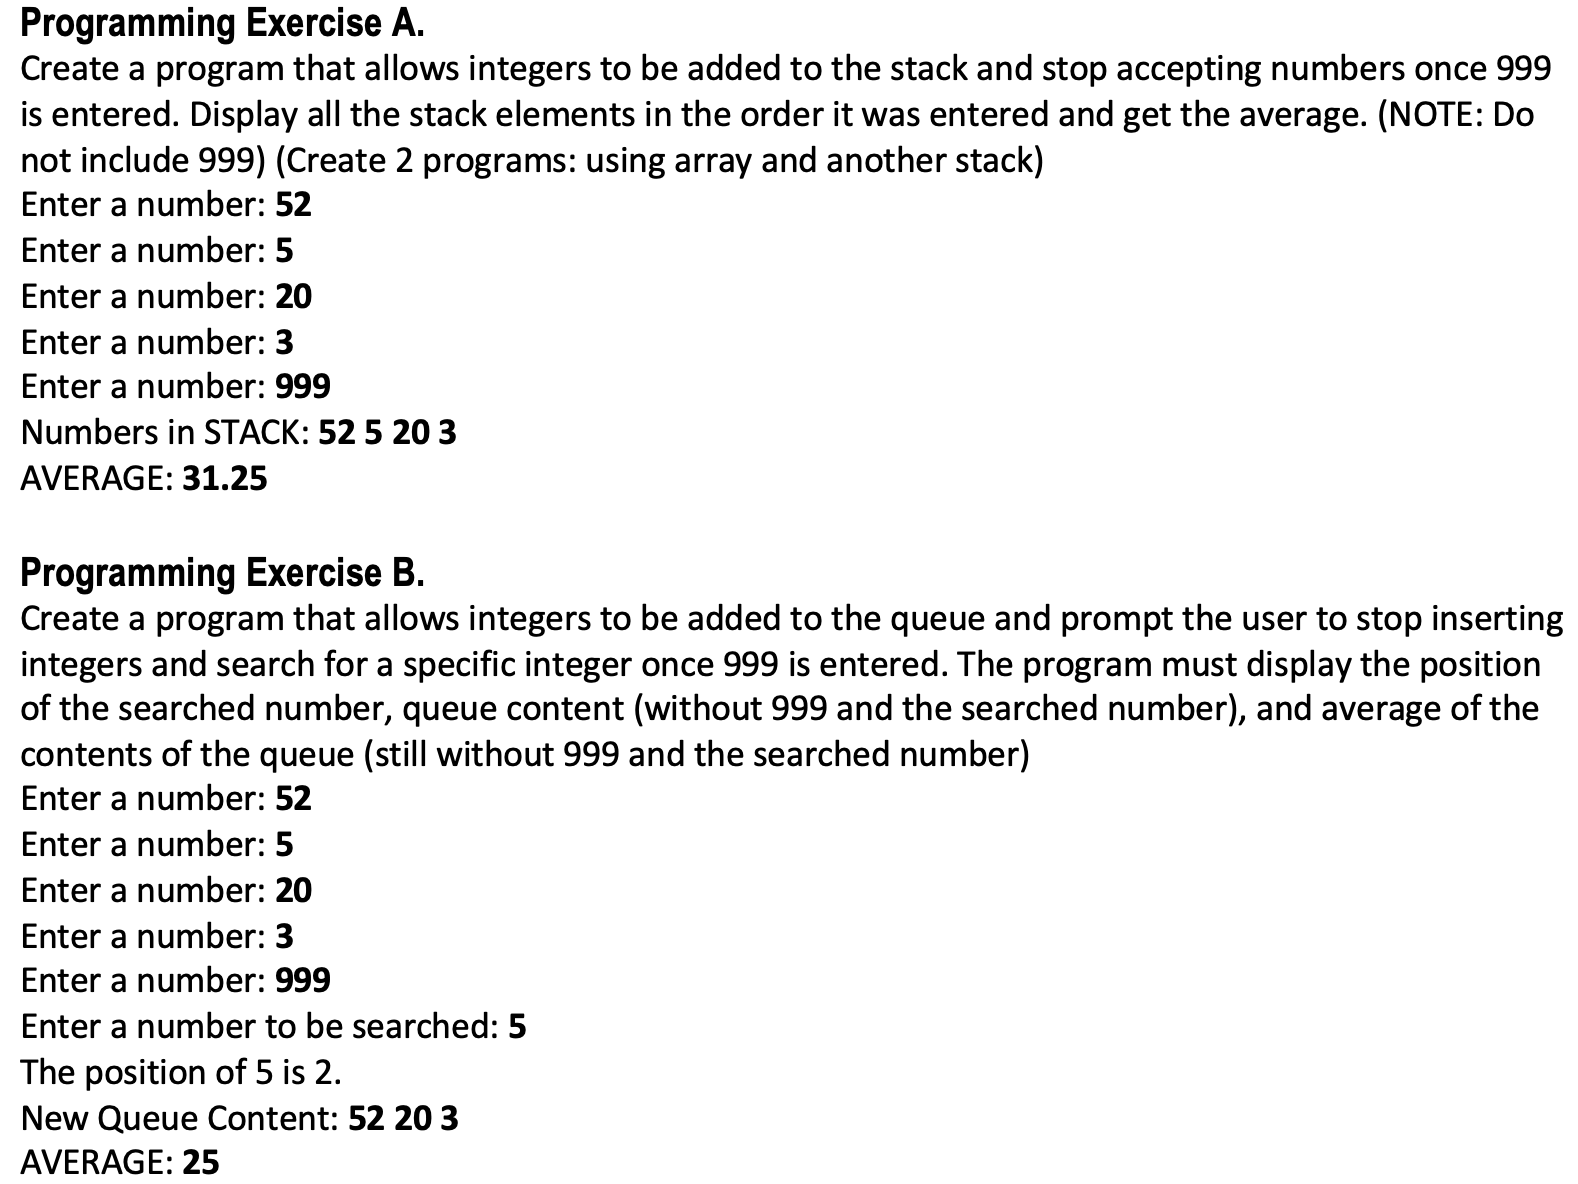 Programming Exercise A.
Create a program that allows integers to be added to the stack and stop accepting numbers once 999
is entered. Display all the stack elements in the order it was entered and get the average. (NOTE: Do
not include 999) (Create 2 programs: using array and another stack)
Enter a number: 52
Enter a number: 5
Enter a number: 20
Enter a number: 3
Enter a number: 999
Numbers in STACK: 52 5 20 3
AVERAGE: 31.25
Programming Exercise B.
Create a program that allows integers to be added to the queue and prompt the user to stop inserting
integers and search for a specific integer once 999 is entered. The program must display the position
of the searched number, queue content (without 999 and the searched number), and average of the
contents of the queue (still without 999 and the searched number)
Enter a number: 52
Enter a number: 5
Enter a number: 20
Enter a number: 3
Enter a number: 999
Enter a number to be searched: 5
The position of 5 is 2.
New Queue Content: 52 20 3
AVERAGE: 25